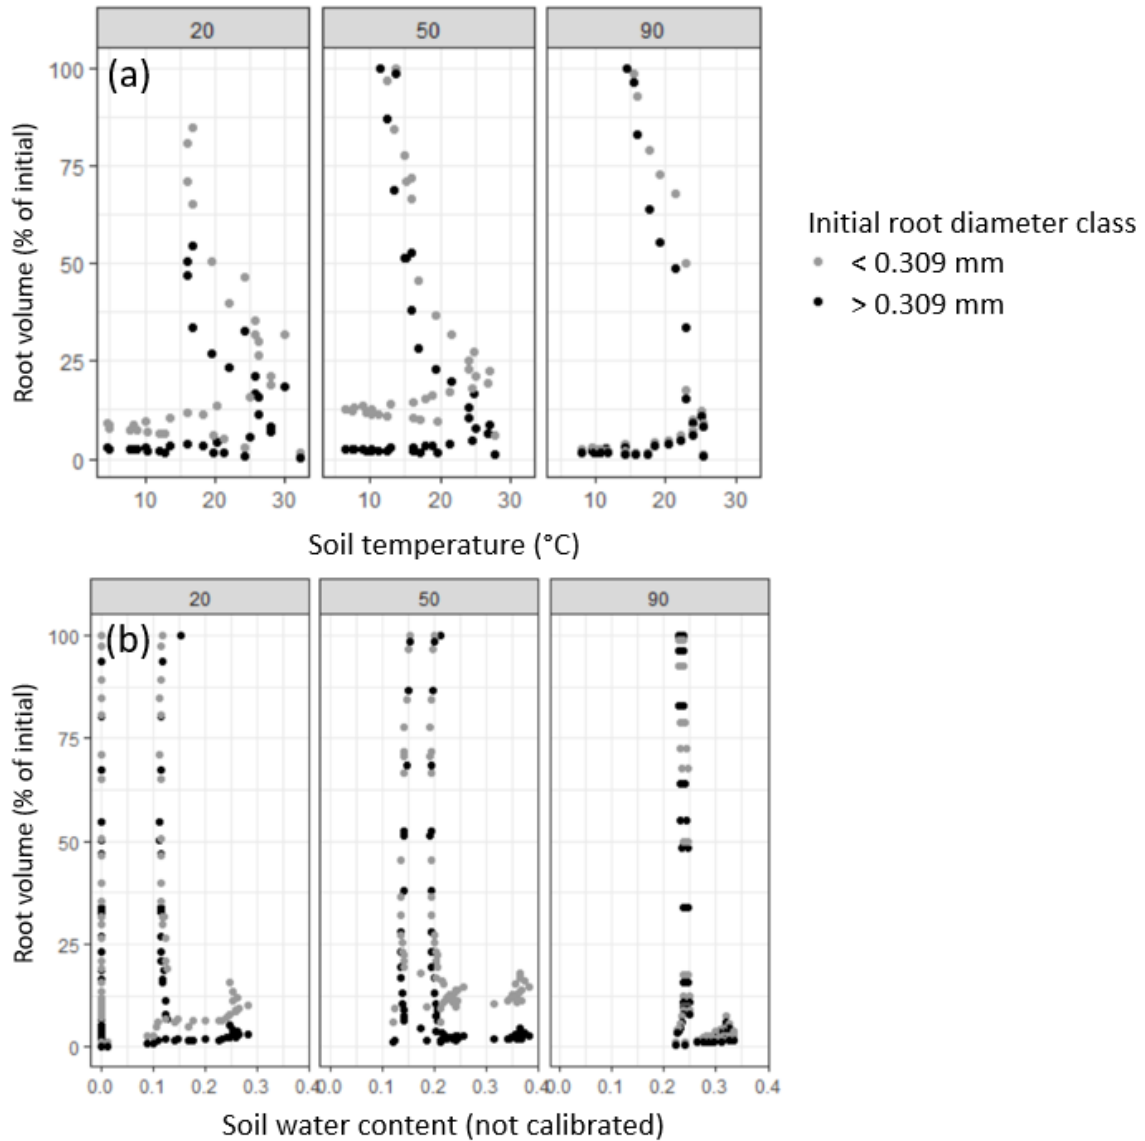 20 50 90
(a)
100
75
50
25
0
Root volume (% of initial)
10 20 30 10 20 30 10 20 30
Soil temperature (°C)
Initial root diameter class
< 0.309 mm
> 0.309 mm
20 50 90
(b)
100
75
50
25
0
Root volume (% of initial)
0.0 0.1 0.2 0.3 0.4 0.0 0.1 0.2 0.3 0.4 0.0 0.1 0.2 0.3 0.4
Soil water content (not calibrated)